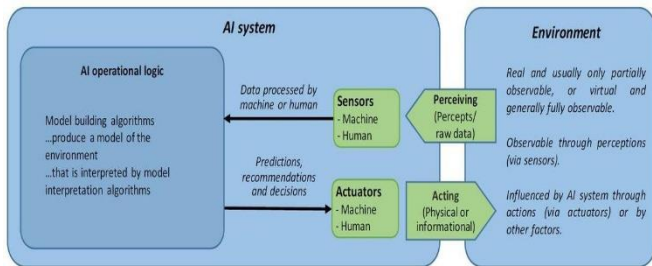 AI system
AI operational logic
Model building algorithms
...produce a model of the
environment
...that is interpreted by model
interpretation algorithms
Data processed by
machine or human
Predictions,
recommendations
and decisions
Sensors
- Machine
- Human
Actuators
- Machine
- Human
Perceiving
(Percepts/
raw data)
Acting
(Physical or
informational)
Environment
Real and usually only partially
observable, or virtual and
generally fully observable.
Observable through perceptions
(via sensors).
Influenced by AI system through
actions (via actuators) or by
other factors.